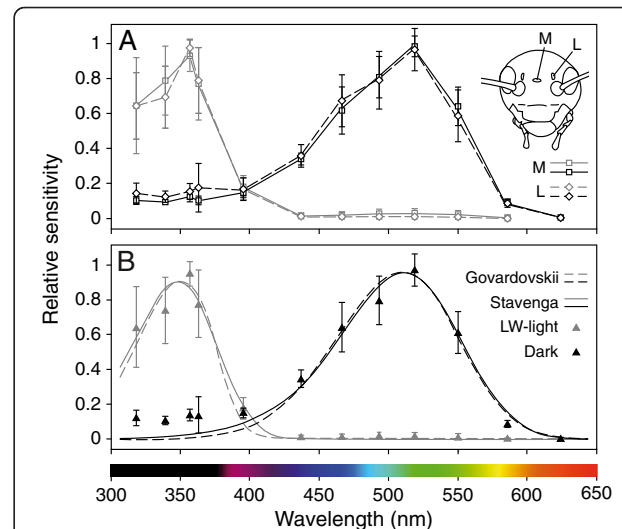 A
M L
1
0.8
0.6
0.4
0.2
0
M
L
Relative sensitivity
B
1
0.8
0.6
0.4
0.2
0
Govardovskii
Stavenga
LW-light
Dark
300 350 400 450 500 550 600 650
Wavelength (nm)